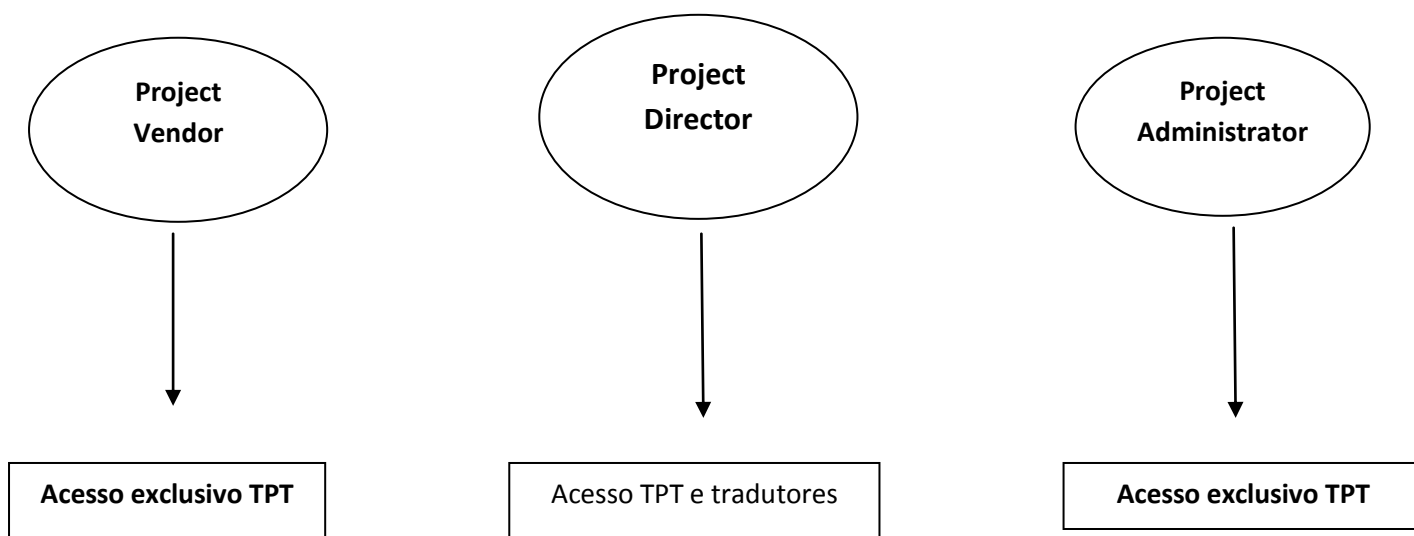 Project
Vendor
Project
Director
Project
Administrator
Acesso exclusivo TPT
Acesso TPT e tradutores
Acesso exclusivo TPT